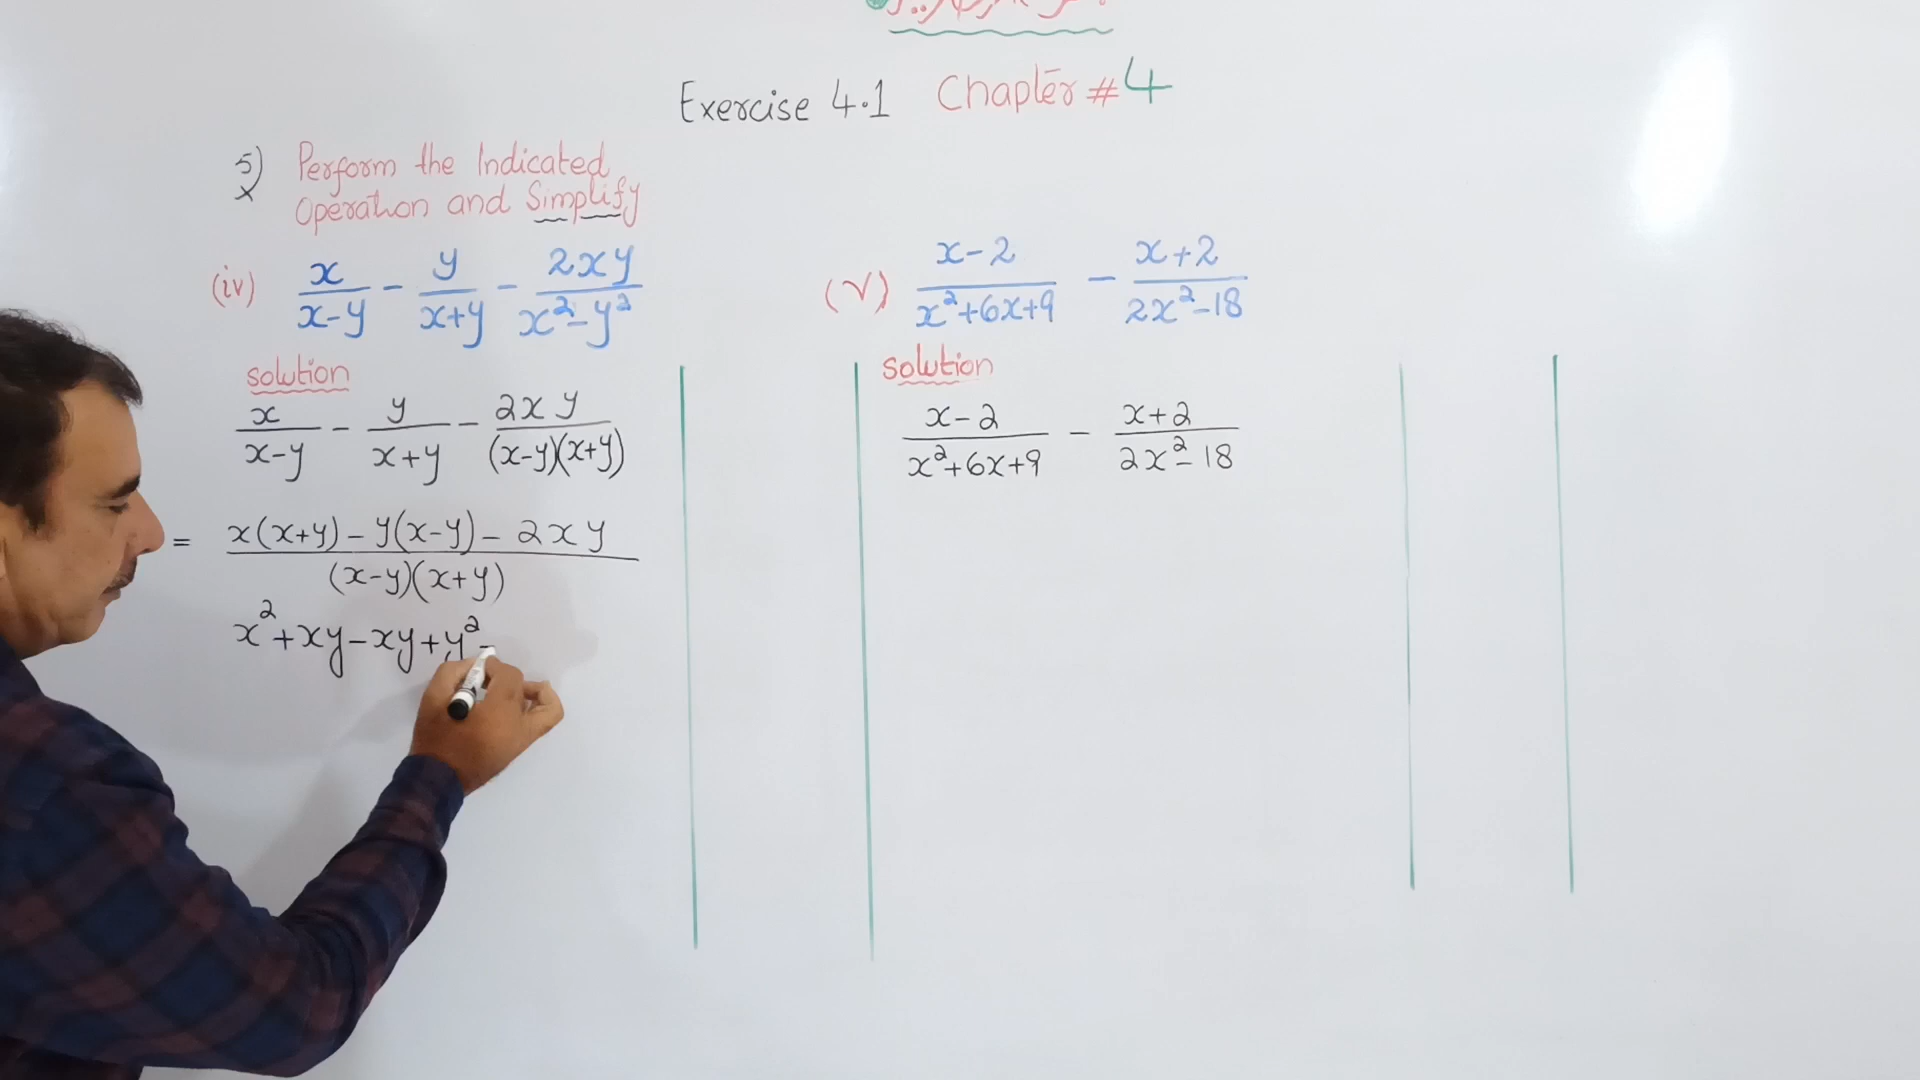 Exercise 4.1 Chapter # 4
5) Perform the Indicated
Operation and Simplify
(iv) x/(x-y) - y/(x+y) - 2xy/(x²-y²)
solution
x/(x-y) - y/(x+y) - 2xy/((x-y)(x+y))
= (x(x+y) - y(x-y) - 2xy)/((x-y)(x+y))
x²+xy-xy+y²-
(V) (x-2)/(x²+6x+9) - (x+2)/(2x²-18)
solution
(x-2)/(x²+6x+9) - (x+2)/(2x²-18)